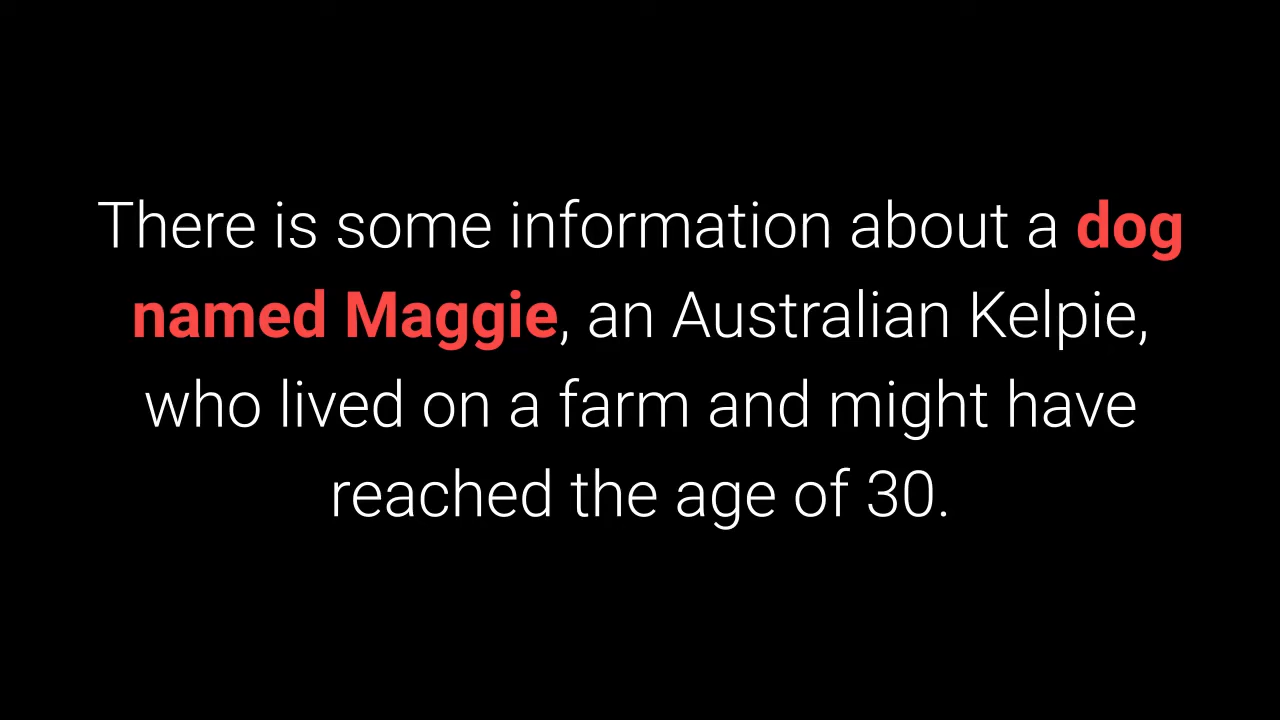 There is some information about a dog
named Maggie, an Australian Kelpie,
who lived on a farm and might have
reached the age of 30.